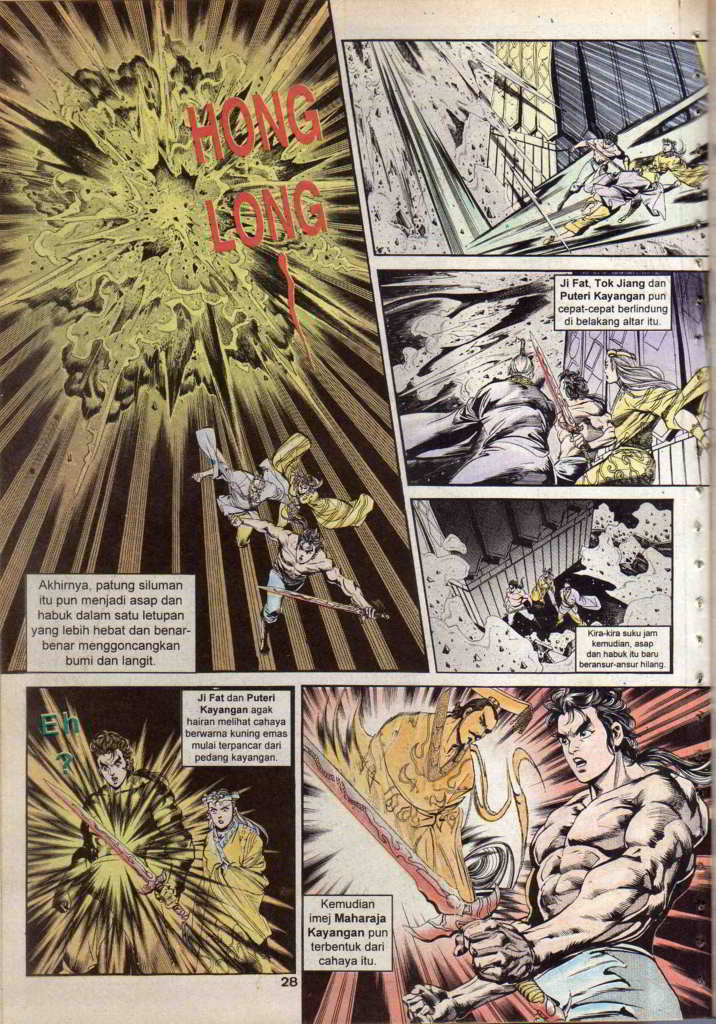 HONG
LONG
!
Ji Fat, Tok Jiang dan
Puteri Kayangan pun
cepat-cepat berlindung
di belakang altar itu.
Akhirnya, patung siluman
itu pun menjadi asap dan
habuk dalam satu letupan
yang lebih hebat dan benar-
benar menggoncangkan
bumi dan langit.
Kira-kira suku jam
kemudian, asap
dan habuk itu baru
beransur-ansur hilang.
Eh
?
Ji Fat dan Puteri
Kayangan agak
hairan melihat cahaya
berwarna kuning emas
mulai terpancar dari
pedang kayangan.
Kemudian
imej Maharaja
Kayangan pun
terbentuk dari
cahaya itu.
28